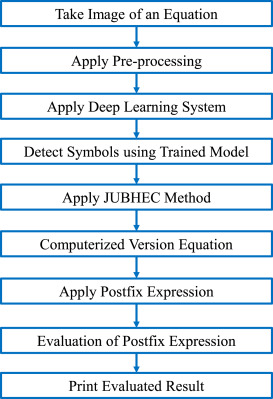 Take Image of an Equation
Apply Pre-processing
Apply Deep Learning System
Detect Symbols using Trained Model
Apply JUBHEC Method
Computerized Version Equation
Apply Postfix Expression
Evaluation of Postfix Expression
Print Evaluated Result